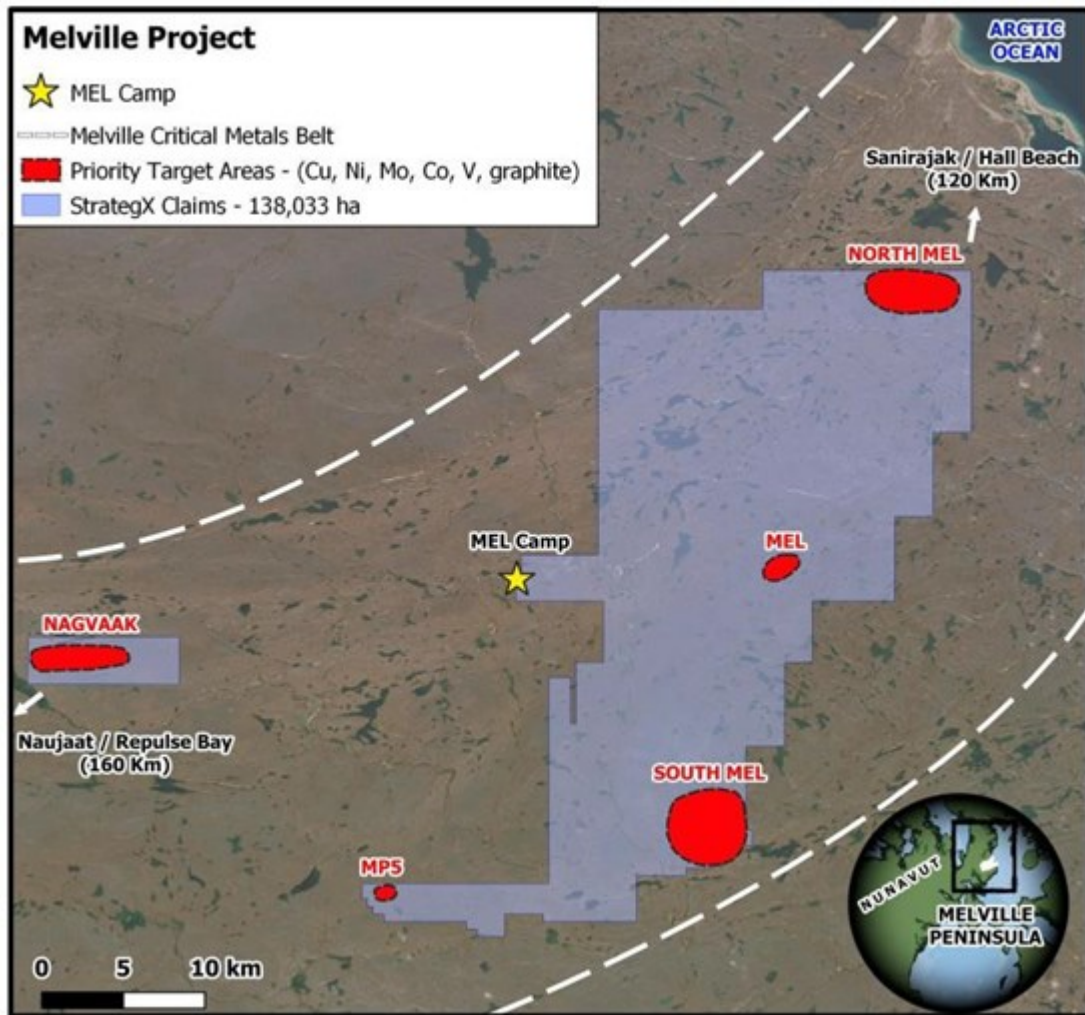 Melville Project
MEL Camp
Melville Critical Metals Belt
Priority Target Areas - (Cu, Ni, Mo, Co, V, graphite)
StrategX Claims - 138,033 ha
ARCTIC
OCEAN
Sanirajak / Hall Beach
(120 Km)
NORTH MEL
MEL Camp
MEL
NAGVAAK
Naujaat / Repulse Bay
(160 Km)
SOUTH MEL
MP5
NUNAVUT
MELVILLE
PENINSULA
0 5 10 km